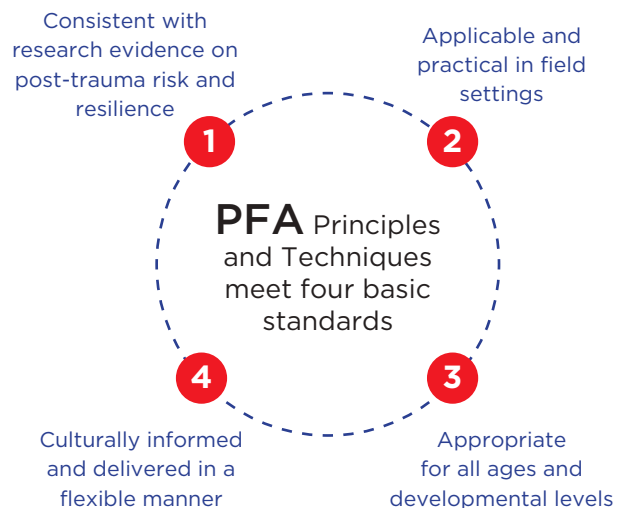 Consistent with
research evidence on
post-trauma risk and
resilience
1
Applicable and
practical in field
settings
2
PFA Principles
and Techniques
meet four basic
standards
3
Appropriate
for all ages and
developmental levels
4
Culturally informed
and delivered in a
flexible manner